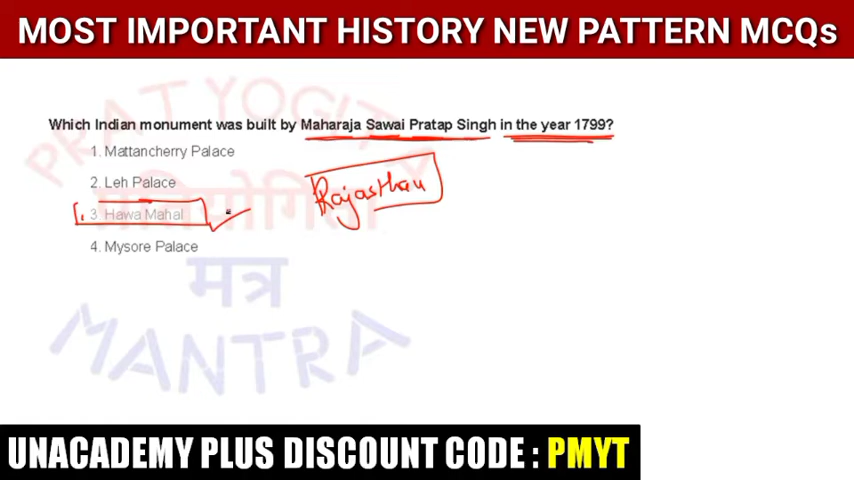 MOST IMPORTANT HISTORY NEW PATTERN MCQs
PRATYOGITA
Which Indian monument was built by Maharaja Sawai Pratap Singh in the year 1799?
1. Mattancherry Palace
2. Leh Palace
Rajasthan
प्रतियोगिता
3 Hawa Mahal
4. Mysore Palace
मंत्र
MANTRA
UNACADEMY PLUS DISCOUNT CODE : PMYT